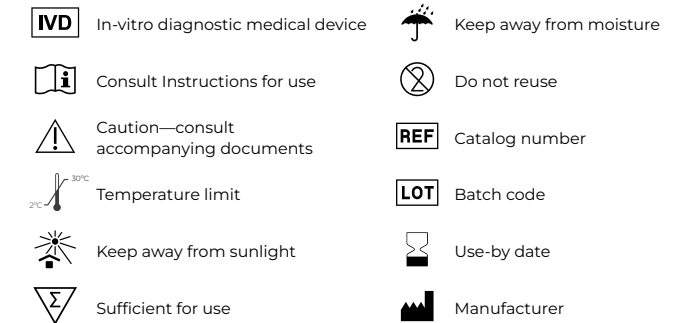 IVD In-vitro diagnostic medical device
Keep away from moisture
i Consult Instructions for use
2 Do not reuse
! Caution—consult
accompanying documents
REF Catalog number
30°C
2°C
Temperature limit
LOT Batch code
Keep away from sunlight
Use-by date
Σ Sufficient for use
Manufacturer